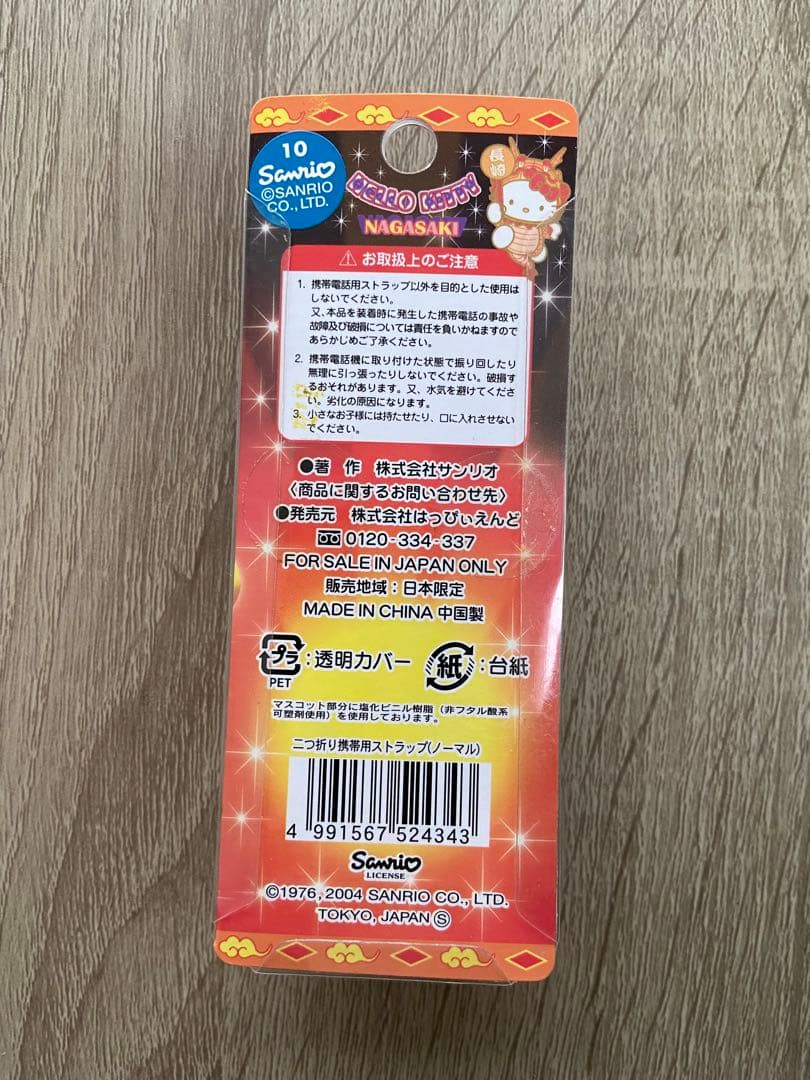 10
Sanrio
©SANRIO
CO., LTD.
HELLO KITTY
NAGASAKI
長崎
⚠ お取扱上のご注意
1. 携帯電話用ストラップ以外を目的とした使用は
しないでください。
又、本品を装着時に発生した携帯電話の事故や
故障及び破損については責任を負いかねますので
あらかじめご了承ください。
2. 携帯電話機に取り付けた状態で振り回したり
無理に引っ張ったりしないでください。破損す
るおそれがあります。又、水気を避けてくださ
い。劣化の原因になります。
3. 小さなお子様には持たせたり、口に入れさせない
でください。
●著 作 株式会社サンリオ
〈商品に関するお問い合わせ先〉
●発売元 株式会社はっぴぃえんど
0120-334-337
FOR SALE IN JAPAN ONLY
販売地域：日本限定
MADE IN CHINA 中国製
プラ：透明カバー
PET
紙：台紙
マスコット部分に塩化ビニル樹脂（非フタル酸系
可塑剤使用）を使用しております。
二つ折り携帯用ストラップ(ノーマル)
4 991567 524343
Sanrio
LICENSE
©1976, 2004 SANRIO CO., LTD.
TOKYO, JAPAN Ⓢ